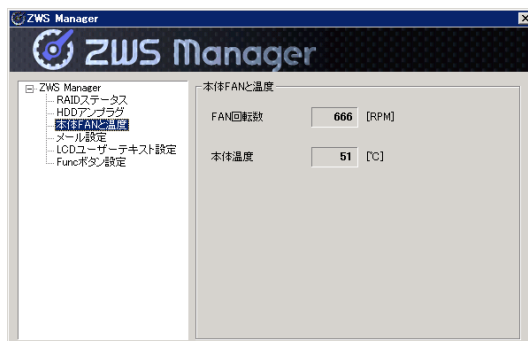 ZWS Manager
ZWS Manager
ZWS Manager
RAIDステータス
HDDアンプラグ
本体FANと温度
メール設定
LCDユーザーテキスト設定
Funcボタン設定
本体FANと温度
FAN回転数 666 [RPM]
本体温度 51 [℃]